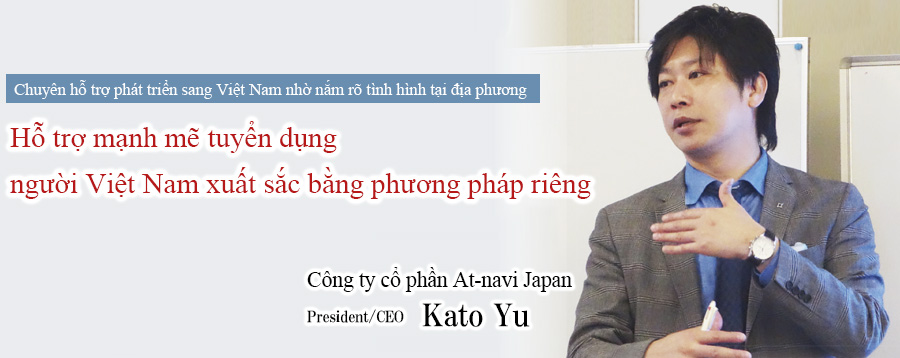 Chuyên hỗ trợ phát triển sang Việt Nam nhờ nắm rõ tình hình tại địa phương
Hỗ trợ mạnh mẽ tuyển dụng
người Việt Nam xuất sắc bằng phương pháp riêng
Công ty cổ phần At-navi Japan
President/CEO Kato Yu